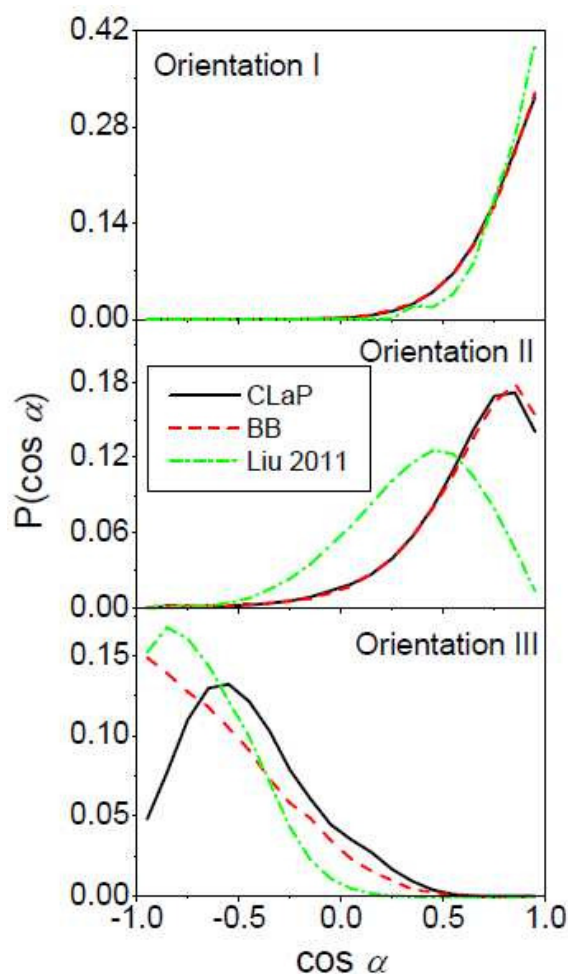 0.42
Orientation I
0.28
0.14
0.00
Orientation II
0.18
CLaP
BB
Liu 2011
0.12
0.06
0.00
P(cos α)
Orientation III
0.15
0.10
0.05
0.00
-1.0 -0.5 0.0 0.5 1.0
cos α